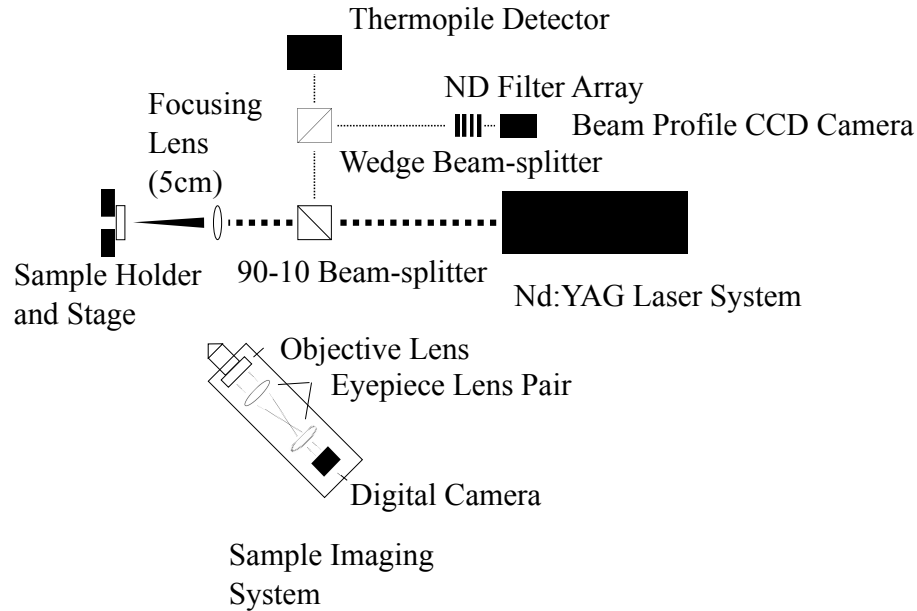 Thermopile Detector
ND Filter Array
Focusing
Lens
(5cm)
Beam Profile CCD Camera
Wedge Beam-splitter
Sample Holder
and Stage
90-10 Beam-splitter
Nd:YAG Laser System
Objective Lens
Eyepiece Lens Pair
Digital Camera
Sample Imaging
System